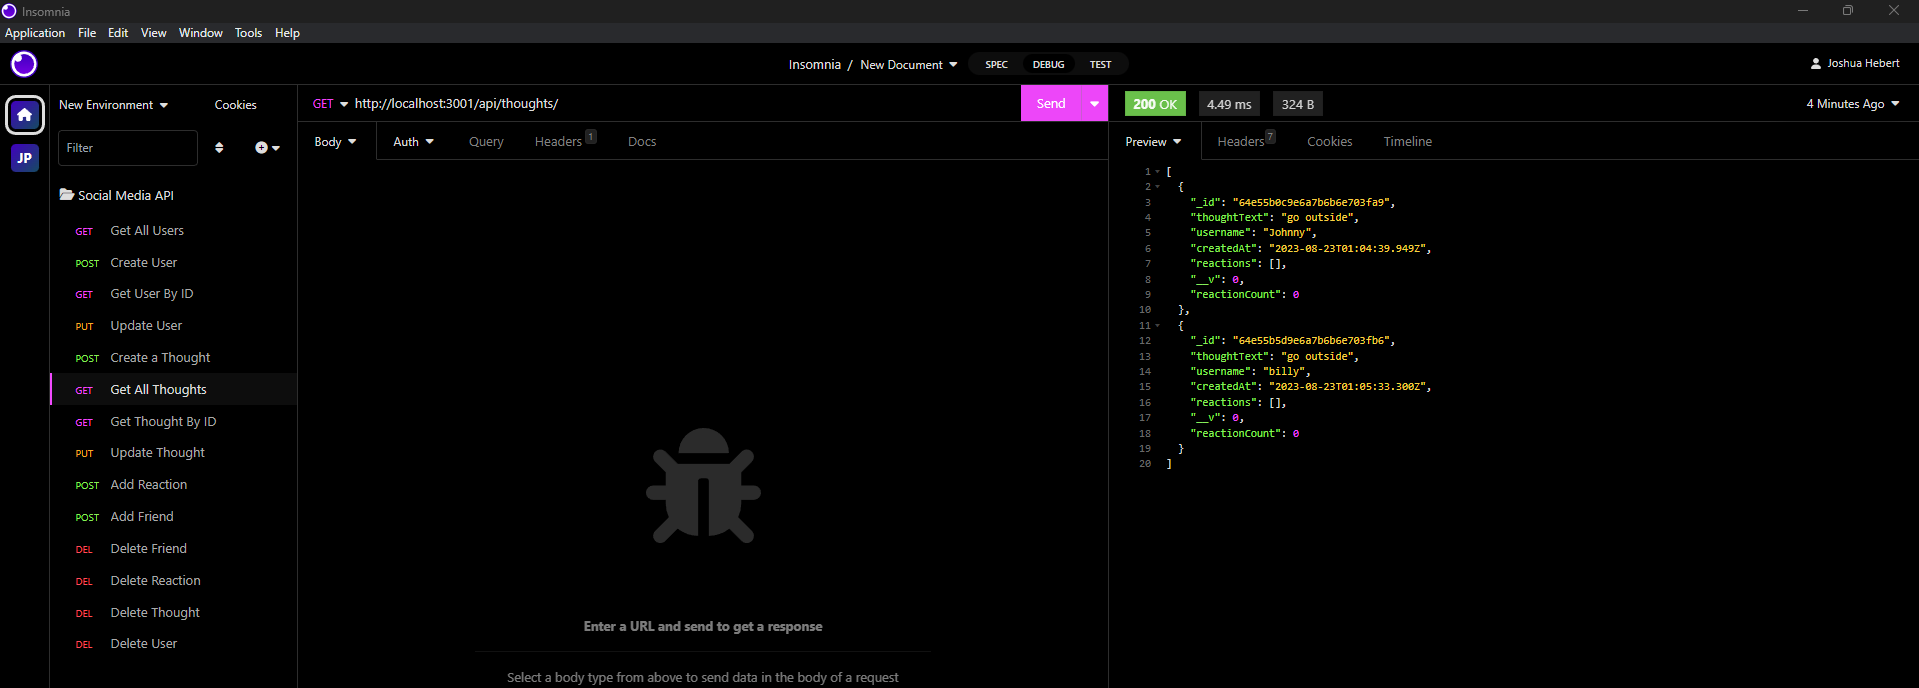 Insomnia
Application File Edit View Window Tools Help
Insomnia / New Document SPEC DEBUG TEST Joshua Hebert
New Environment Cookies
GET http://localhost:3001/api/thoughts/ Send
200 OK 4.49 ms 324 B 4 Minutes Ago
JP
Filter
Social Media API
GET Get All Users
POST Create User
GET Get User By ID
PUT Update User
POST Create a Thought
GET Get All Thoughts
GET Get Thought By ID
PUT Update Thought
POST Add Reaction
POST Add Friend
DEL Delete Friend
DEL Delete Reaction
DEL Delete Thought
DEL Delete User
Body Auth Query Headers 1 Docs
Enter a URL and send to get a response
Select a body type from above to send data in the body of a request
Preview Headers 7 Cookies Timeline
1 [
2 {
3 "_id": "64e55b0c9e6a7b6b6e703fa9",
4 "thoughtText": "go outside",
5 "username": "Johnny",
6 "createdAt": "2023-08-23T01:04:39.949Z",
7 "reactions": [],
8 "__v": 0,
9 "reactionCount": 0
10 },
11 {
12 "_id": "64e55b5d9e6a7b6b6e703fb6",
13 "thoughtText": "go outside",
14 "username": "billy",
15 "createdAt": "2023-08-23T01:05:33.300Z",
16 "reactions": [],
17 "__v": 0,
18 "reactionCount": 0
19 }
20 ]